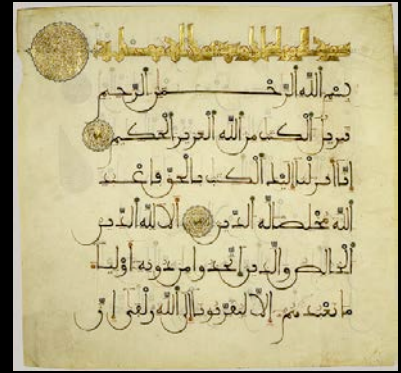 بسم الله الرحمن الرحيم
تنزيل الكتب من الله العزيز الحكيم
إنا أنزلنا إليك الكتب بالحق فاعبد
الله مخلصا له الدين ألا لله الدين
الخالص والذين اتخذوا من دونه أوليا
ما نعبدهم إلا ليقربونا إلى الله زلفى إن